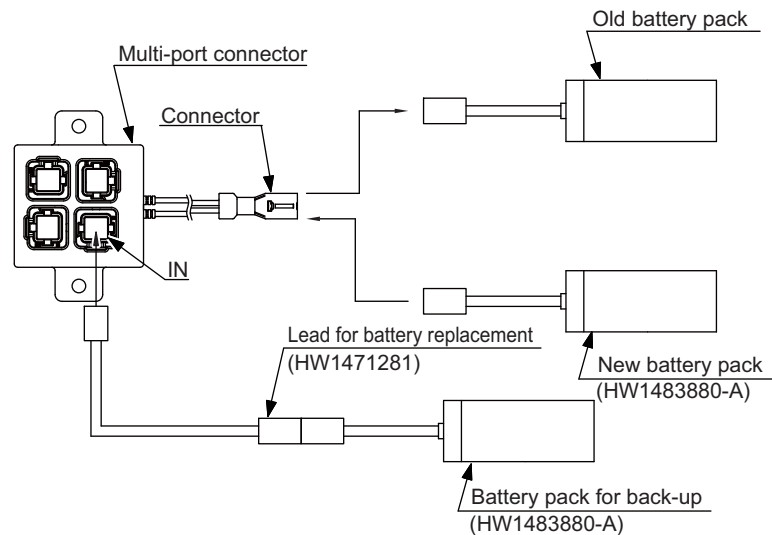 Old battery pack
Multi-port connector
Connector
IN
Lead for battery replacement
(HW1471281)
New battery pack
(HW1483880-A)
Battery pack for back-up
(HW1483880-A)